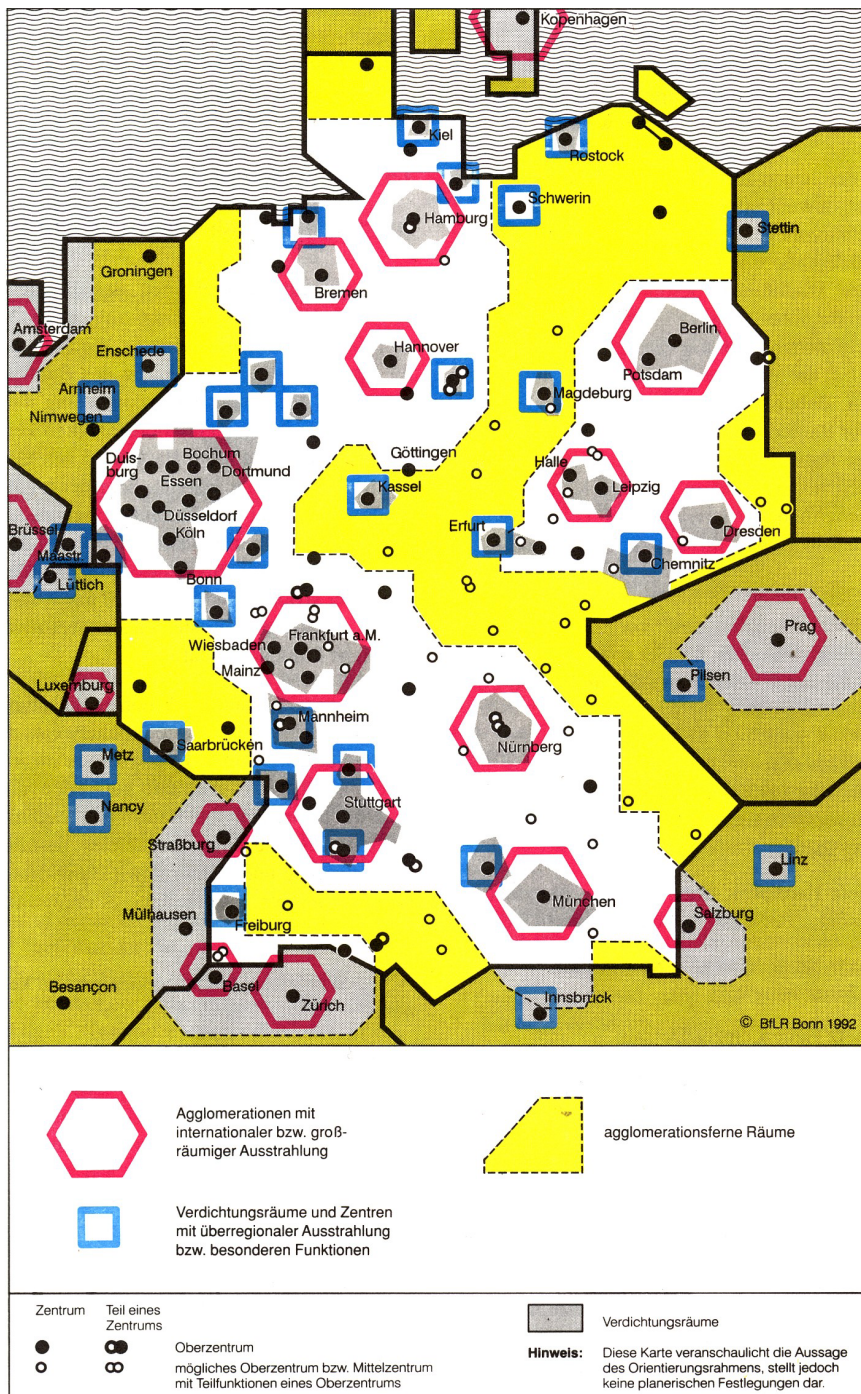 Kopenhagen
Kiel
Rostock
Schwerin
Hamburg
Stettin
Groningen
Bremen
Amsterdam
Berlin
Hannover
Enschede
Potsdam
Arnheim
Magdeburg
Nimwegen
Göttingen
Duis-
burg
Bochum
Dortmund
Essen
Halle
Kassel
Leipzig
Düsseldorf
Brüssel
Köln
Erfurt
Dresden
Maastr.
Chemnitz
Lüttich
Bonn
Wiesbaden
Frankfurt a.M.
Prag
Mainz
Luxemburg
Pilsen
Mannheim
Saarbrücken
Nürnberg
Metz
Nancy
Stuttgart
Straßburg
Linz
München
Mülhausen
Freiburg
Salzburg
Basel
Besançon
Zürich
Innsbruck
© BfLR Bonn 1992
Agglomerationen mit
internationaler bzw. groß-
räumiger Ausstrahlung
agglomerationsferne Räume
Verdichtungsräume und Zentren
mit überregionaler Ausstrahlung
bzw. besonderen Funktionen
Zentrum
Teil eines
Zentrums
Oberzentrum
mögliches Oberzentrum bzw. Mittelzentrum
mit Teilfunktionen eines Oberzentrums
Verdichtungsräume
Hinweis: Diese Karte veranschaulicht die Aussage
des Orientierungsrahmens, stellt jedoch
keine planerischen Festlegungen dar.